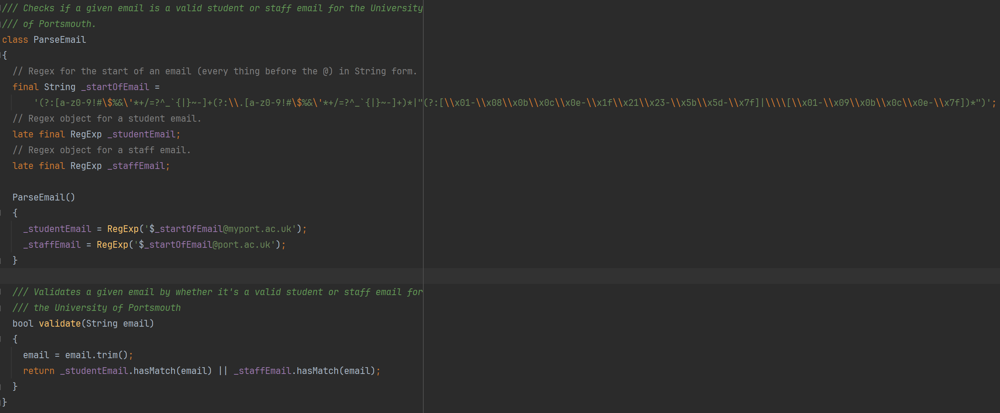 /// Checks if a given email is a valid student or staff email for the University
/// of Portsmouth.
class ParseEmail
{
  // Regex for the start of an email (every thing before the @) in String form.
  final String _startOfEmail =
      '(?:[a-z0-9!#\$%&\'*+/=?^_`{|}~-]+(?:\\.[a-z0-9!#\$%&\'*+/=?^_`{|}~-]+)*|"(?:[\\x01-\\x08\\x0b\\x0c\\x0e-\\x1f\\x21\\x23-\\x5b\\x5d-\\x7f]|\\\\[\\x01-\\x09\\x0b\\x0c\\x0e-\\x7f])*")';
  // Regex object for a student email.
  late final RegExp _studentEmail;
  // Regex object for a staff email.
  late final RegExp _staffEmail;

  ParseEmail()
  {
    _studentEmail = RegExp('$_startOfEmail@myport.ac.uk');
    _staffEmail = RegExp('$_startOfEmail@port.ac.uk');
  }

  /// Validates a given email by whether it's a valid student or staff email for
  /// the University of Portsmouth
  bool validate(String email)
  {
    email = email.trim();
    return _studentEmail.hasMatch(email) || _staffEmail.hasMatch(email);
  }
}